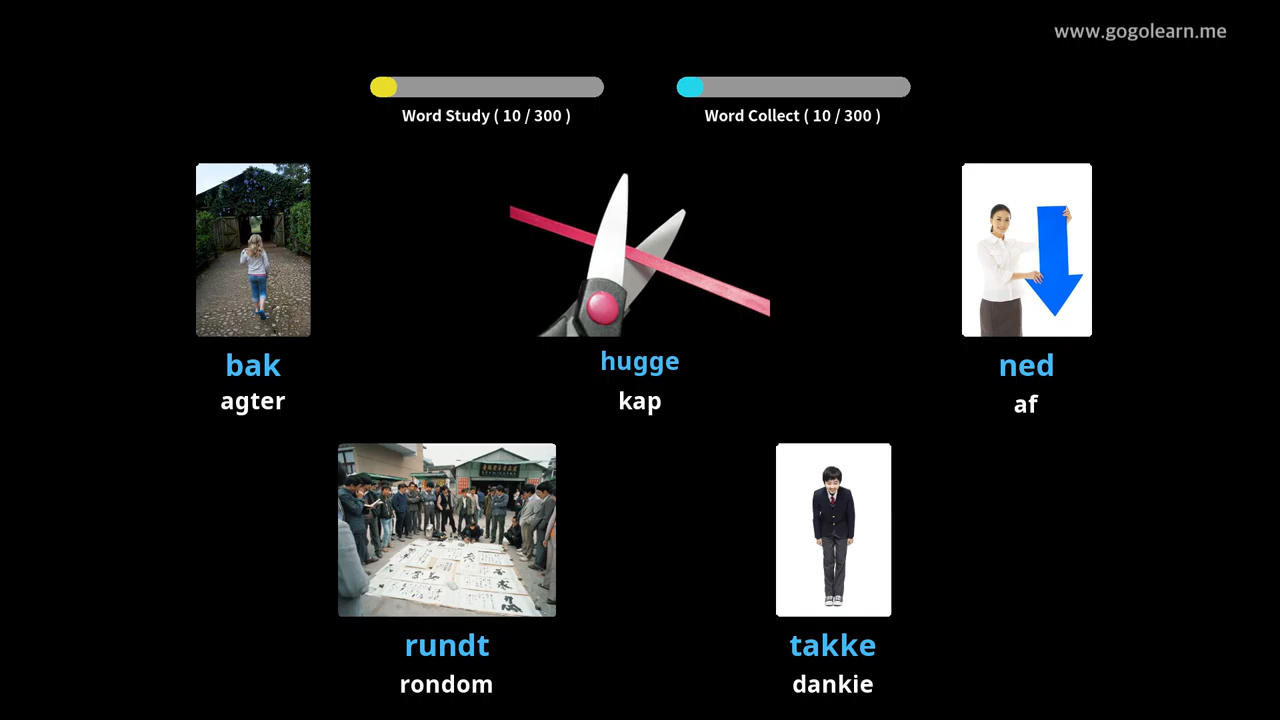 www.gogolearn.me
Word Study ( 10 / 300 )
Word Collect ( 10 / 300 )
bak
agter
hugge
kap
ned
af
rundt
rondom
takke
dankie